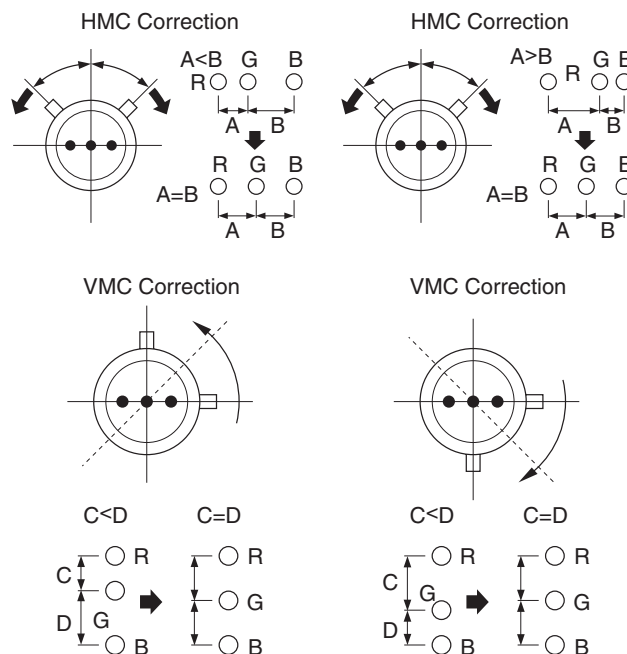 HMC Correction
A<B G B
R
A B
R G B
A=B
A B
HMC Correction
A>B G B
R
A B
R G B
A=B
A B
VMC Correction
C<D C=D
R R
C
G
D G
B B
VMC Correction
C<D C=D
R R
C
G G
D
B B